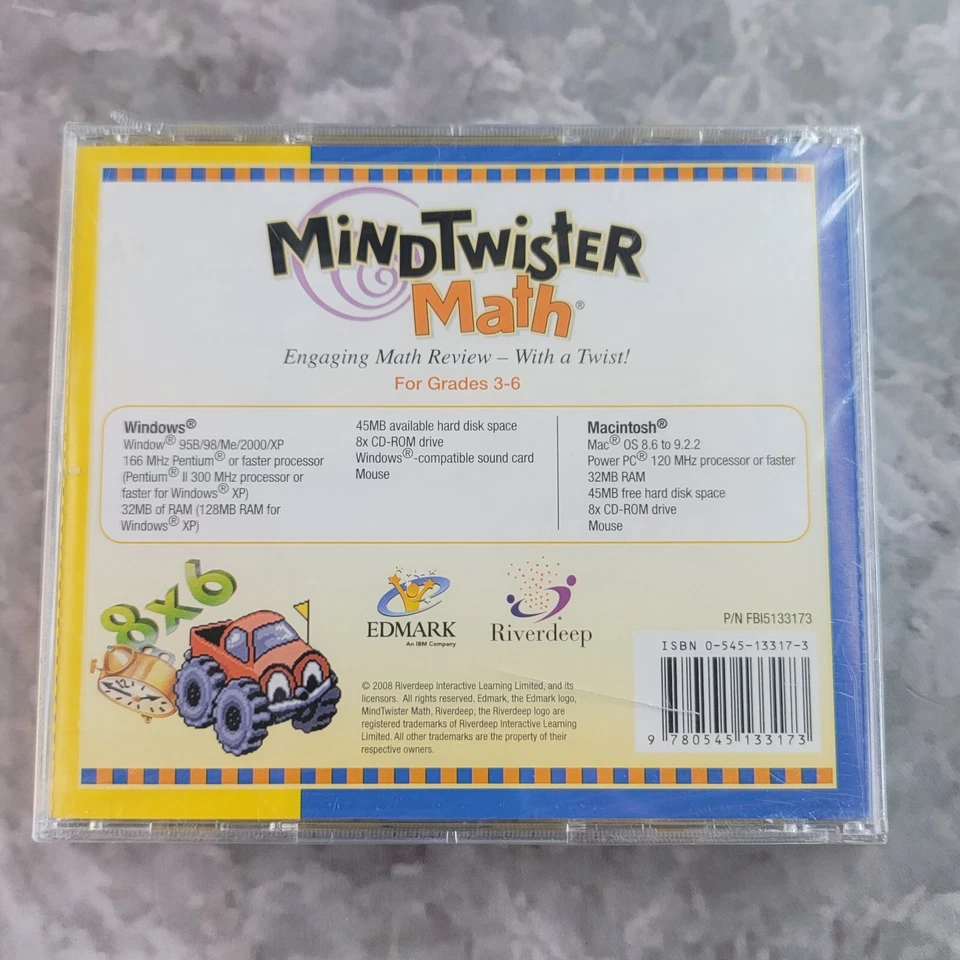 MINDTWISTER
Math®
Engaging Math Review – With a Twist!
For Grades 3-6
Windows®
Window® 95B/98/Me/2000/XP
166 MHz Pentium® or faster processor
(Pentium® II 300 MHz processor or
faster for Windows® XP)
32MB of RAM (128MB RAM for
Windows® XP)
45MB available hard disk space
8x CD-ROM drive
Windows®-compatible sound card
Mouse
Macintosh®
Mac® OS 8.6 to 9.2.2
Power PC® 120 MHz processor or faster
32MB RAM
45MB free hard disk space
8x CD-ROM drive
Mouse
8x6
12
EDMARK
An IBM Company
Riverdeep®
P/N FBI5133173
ISBN 0-545-13317-3
9 780545 133173
© 2008 Riverdeep Interactive Learning Limited, and its
licensors. All rights reserved. Edmark, the Edmark logo,
MindTwister Math, Riverdeep, the Riverdeep logo are
registered trademarks of Riverdeep Interactive Learning
Limited. All other trademarks are the property of their
respective owners.